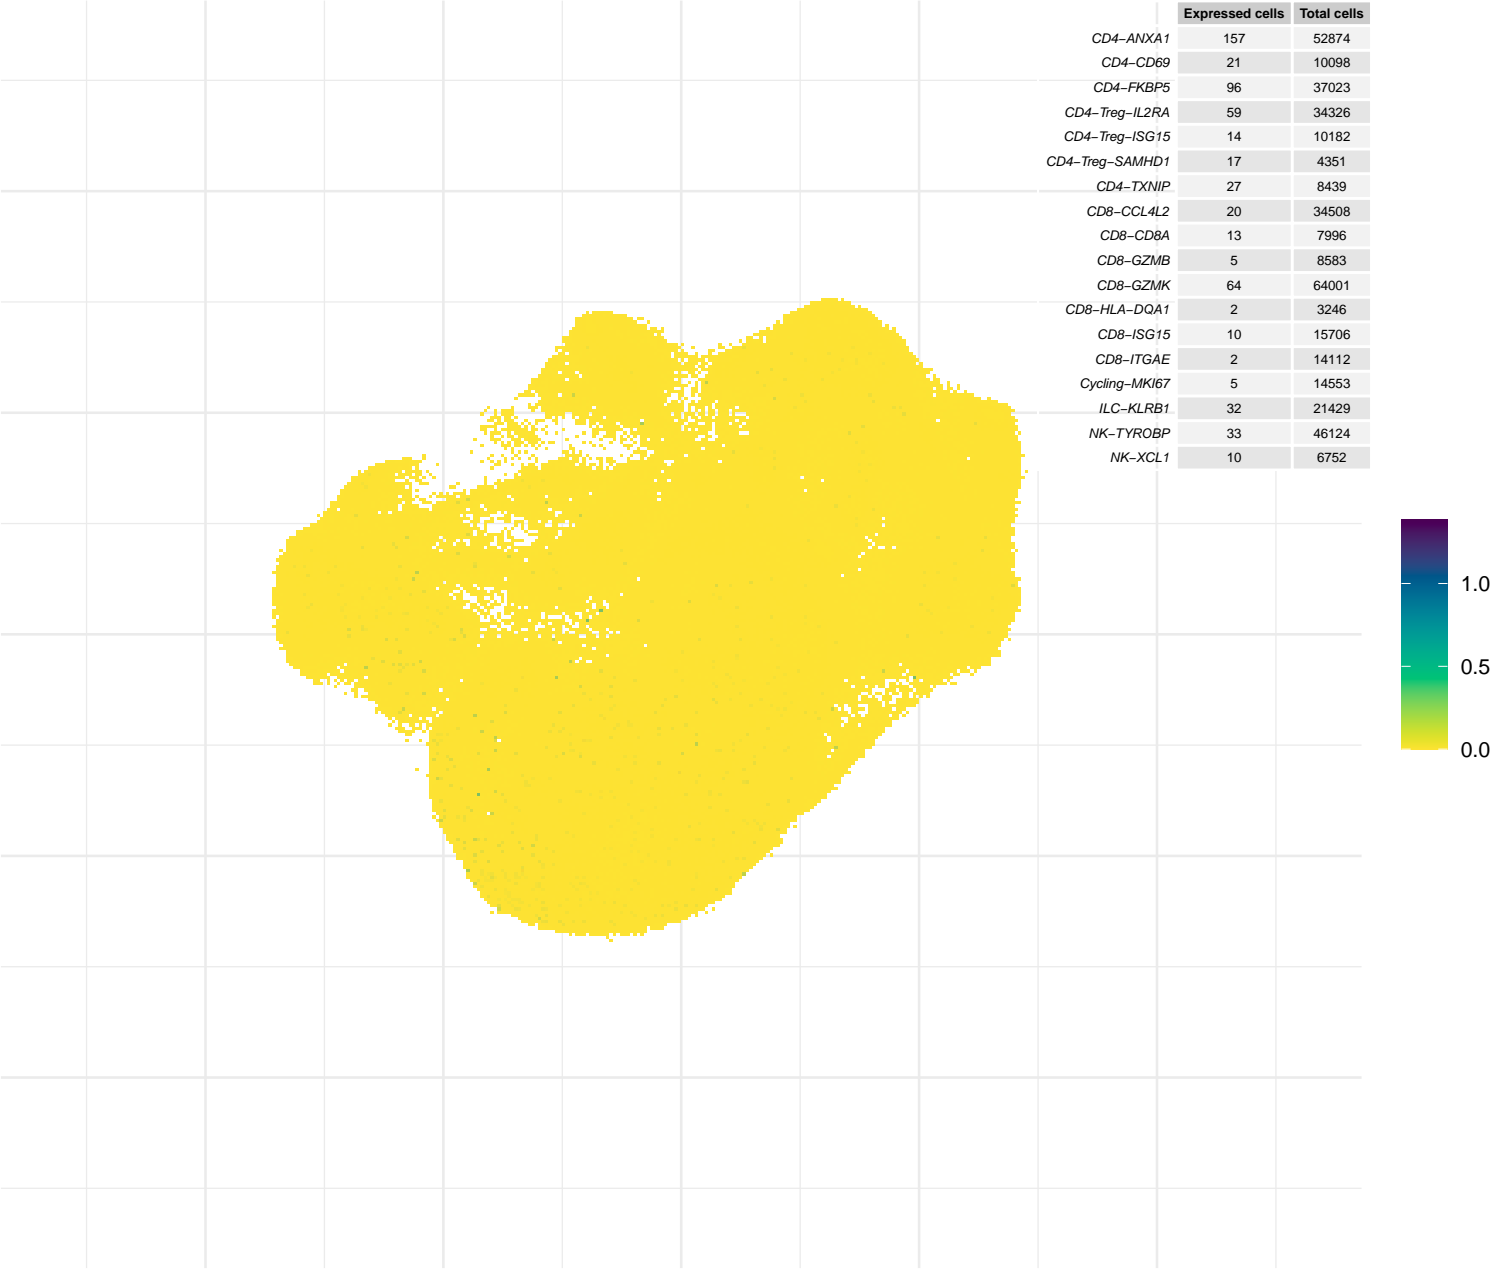 Expressed cells Total cells
CD4−ANXA1 157 52874
CD4−CD69 21 10098
CD4−FKBP5 96 37023
CD4−Treg−IL2RA 59 34326
CD4−Treg−ISG15 14 10182
CD4−Treg−SAMHD1 17 4351
CD4−TXNIP 27 8439
CD8−CCL4L2 20 34508
CD8−CD8A 13 7996
CD8−GZMB 5 8583
CD8−GZMK 64 64001
CD8−HLA−DQA1 2 3246
CD8−ISG15 10 15706
CD8−ITGAE 2 14112
Cycling−MKI67 5 14553
ILC−KLRB1 32 21429
NK−TYROBP 33 46124
NK−XCL1 10 6752
1.0
0.5
0.0